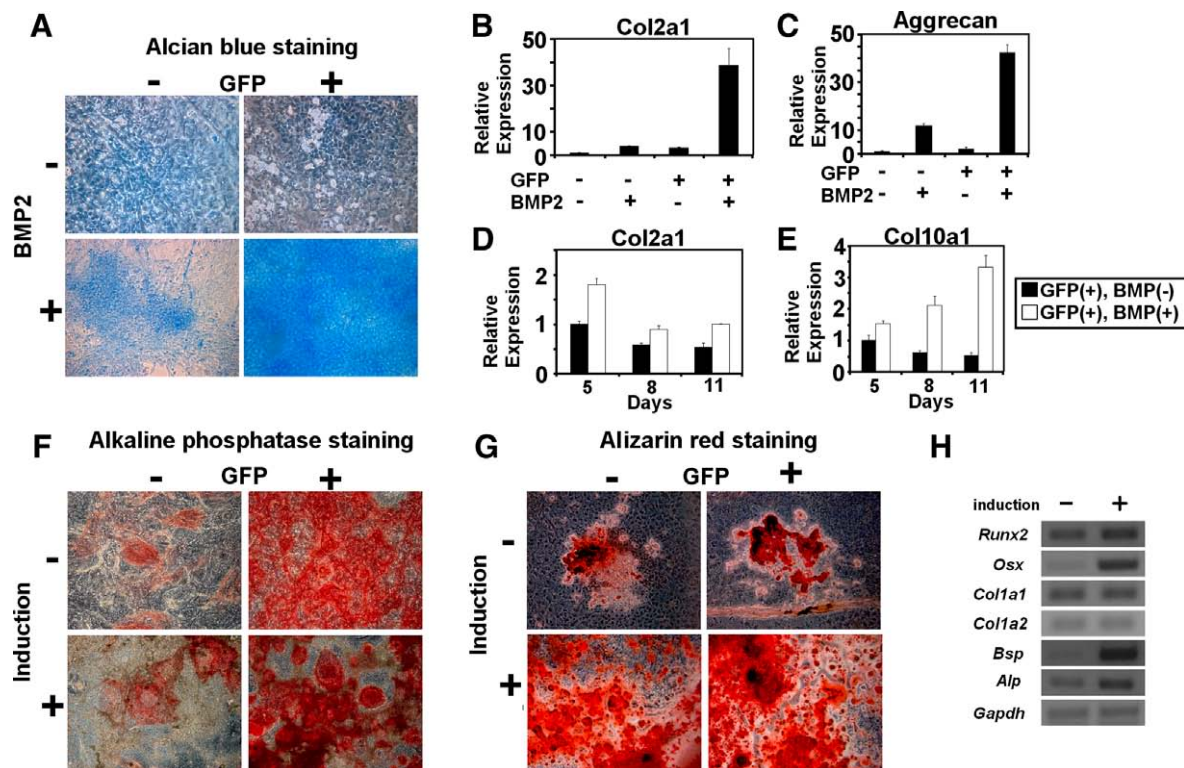 A
Alcian blue staining
- GFP +
BMP2
-
+
B
Col2a1
Relative
Expression
50
30
10
0
GFP - - + +
BMP2 - + - +
C
Aggrecan
Relative
Expression
50
30
10
0
GFP - - + +
BMP2 - + - +
D
Col2a1
Relative
Expression
2
1
0
5 8 11
Days
E
Col10a1
Relative
Expression
4
3
2
1
0
5 8 11
Days
GFP(+), BMP(-)
GFP(+), BMP(+)
F
Alkaline phosphatase staining
- GFP +
Induction
-
+
G
Alizarin red staining
- GFP +
Induction
-
+
H
induction - +
Runx2
Osx
Col1a1
Col1a2
Bsp
Alp
Gapdh